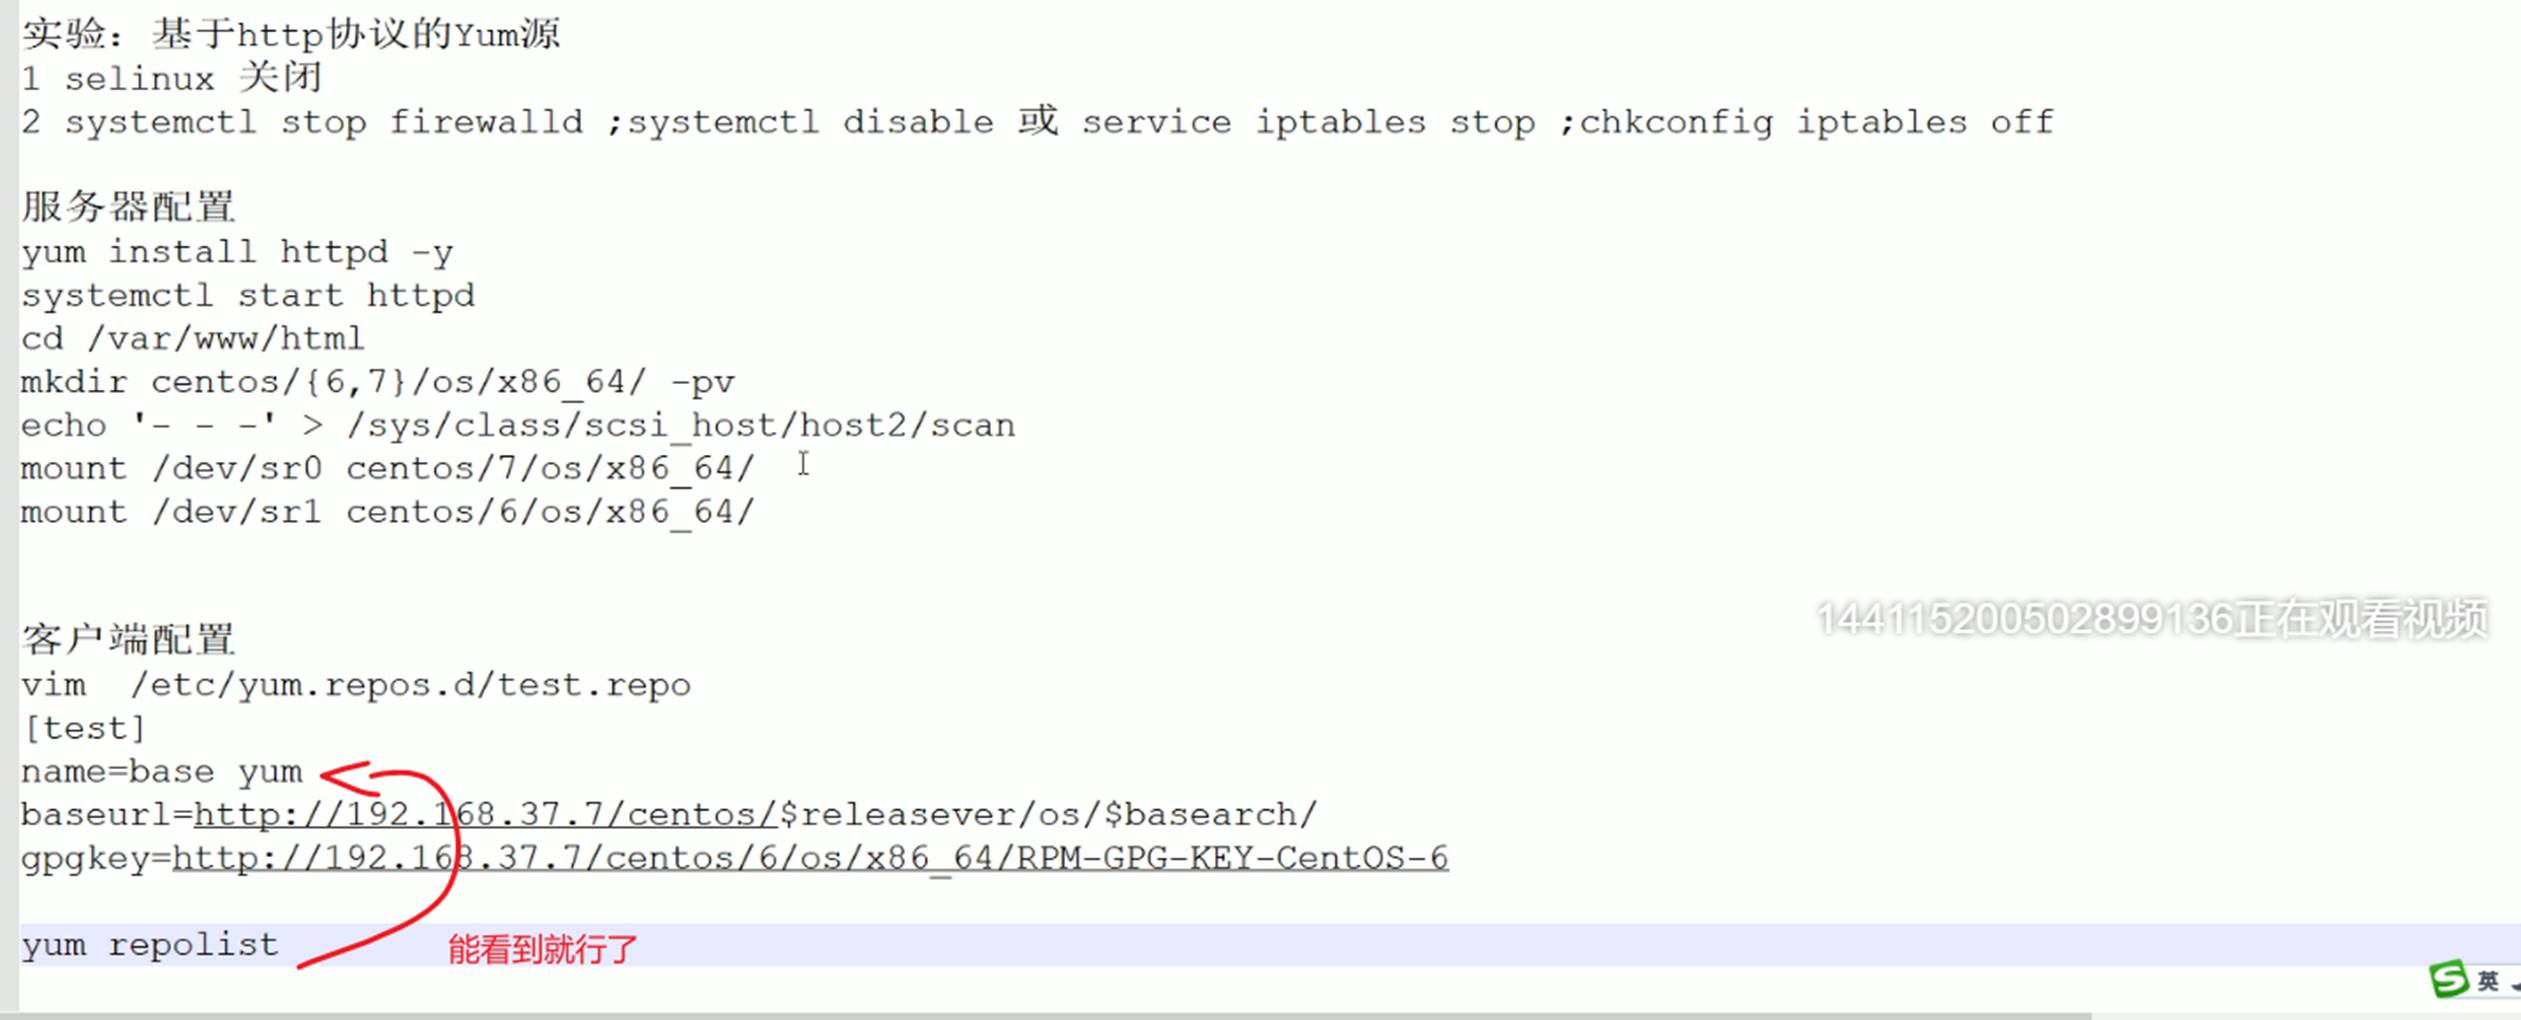 实验：基于http协议的Yum源
1 selinux 关闭
2 systemctl stop firewalld ;systemctl disable 或 service iptables stop ;chkconfig iptables off
服务器配置
yum install httpd -y
systemctl start httpd
cd /var/www/html
mkdir centos/{6,7}/os/x86_64/ -pv
echo '- - -' > /sys/class/scsi_host/host2/scan
mount /dev/sr0 centos/7/os/x86_64/
mount /dev/sr1 centos/6/os/x86_64/
144115200502899136正在观看视频
客户端配置
vim  /etc/yum.repos.d/test.repo
[test]
name=base yum
baseurl=http://192.168.37.7/centos/$releasever/os/$basearch/
gpgkey=http://192.168.37.7/centos/6/os/x86_64/RPM-GPG-KEY-CentOS-6
yum repolist 能看到就行了
英